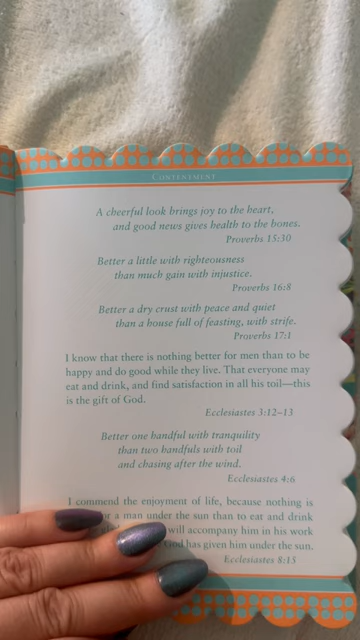 CONTENTMENT
A cheerful look brings joy to the heart,
and good news gives health to the bones.
Proverbs 15:30
Better a little with righteousness
than much gain with injustice.
Proverbs 16:8
Better a dry crust with peace and quiet
than a house full of feasting, with strife.
Proverbs 17:1
I know that there is nothing better for men than to be
happy and do good while they live. That everyone may
eat and drink, and find satisfaction in all his toil—this
is the gift of God.
Ecclesiastes 3:12–13
Better one handful with tranquility
than two handfuls with toil
and chasing after the wind.
Ecclesiastes 4:6
I commend the enjoyment of life, because nothing is
for a man under the sun than to eat and drink
will accompany him in his work
God has given him under the sun.
Ecclesiastes 8:15